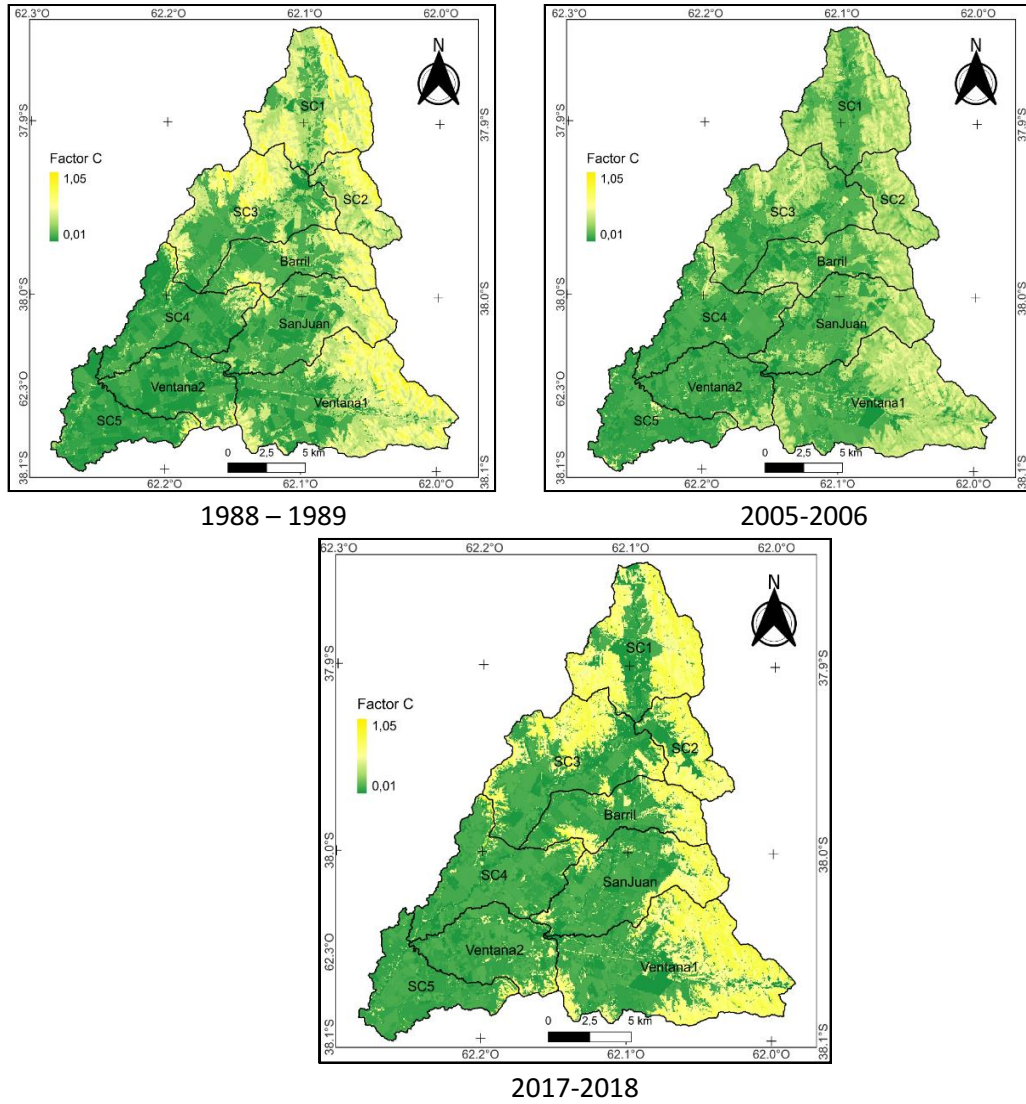 62.3°O 62.2°O 62.1°O 62.0°O
N
SC1
37.9°S 37.9°S
Factor C
1,05
0,01
SC2
SC3
Barril
38.0°S 38.0°S
SC4
SanJuan
Ventana2
62.3°O 62.3°O
Ventana1
SC5
0 2,5 5 km
38.1°S 38.1°S
62.2°O 62.1°O 62.0°O
1988 – 1989
62.3°O 62.2°O 62.1°O 62.0°O
N
SC1
37.9°S 37.9°S
Factor C
1,05
0,01
SC2
SC3
Barril
38.0°S 38.0°S
SC4
SanJuan
Ventana2
62.3°O 62.3°O
Ventana1
SC5
0 2,5 5 km
38.1°S 38.1°S
62.2°O 62.1°O 62.0°O
2005-2006
62.3°O 62.2°O 62.1°O 62.0°O
N
SC1
37.9°S 37.9°S
Factor C
1,05
0,01
SC2
SC3
Barril
38.0°S 38.0°S
SC4
SanJuan
Ventana2
62.3°O 62.3°O
Ventana1
SC5
0 2,5 5 km
38.1°S 38.1°S
62.2°O 62.1°O 62.0°O
2017-2018